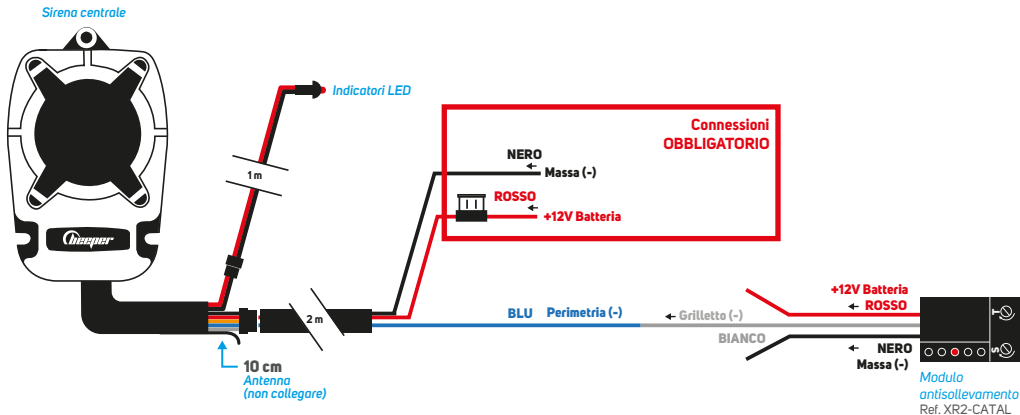 Sirena centrale
Indicatori LED
Connessioni
OBBLIGATORIO
NERO
Massa (-)
ROSSO
+12V Batteria
1 m
beeper
2 m
BLU Perimetria (-)
Grilletto (-)
BIANCO
+12V Batteria
ROSSO
NERO
Massa (-)
T
S
10 cm
Antenna
(non collegare)
Modulo
antisollevamento
Ref. XR2-CATAL